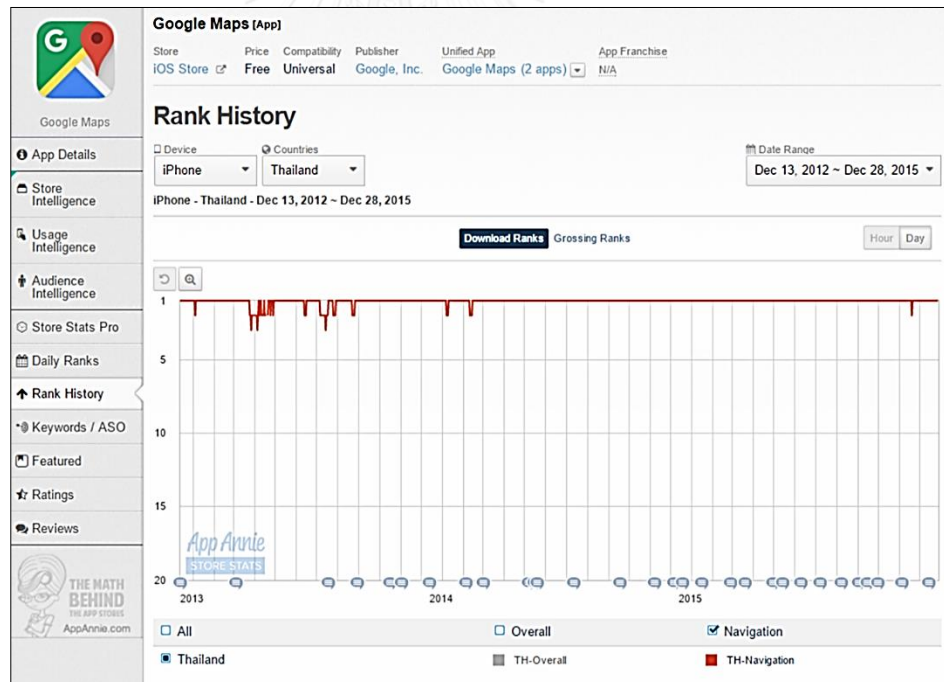 Google Maps [App]
Store Price Compatibility Publisher Unified App App Franchise
iOS Store Free Universal Google, Inc. Google Maps (2 apps) N/A
Google Maps
App Details
Store
Intelligence
Usage
Intelligence
Audience
Intelligence
Store Stats Pro
Daily Ranks
Rank History
Keywords / ASO
Featured
Ratings
Reviews
THE MATH
BEHIND
THE APP STORES
AppAnnie.com
Rank History
Device Countries Date Range
iPhone Thailand Dec 13, 2012 ~ Dec 28, 2015
iPhone - Thailand - Dec 13, 2012 ~ Dec 28, 2015
Download Ranks Grossing Ranks Hour Day
1
5
10
15
20
App Annie
STORE STATS
2013 2014 2015
All Overall Navigation
Thailand TH-Overall TH-Navigation